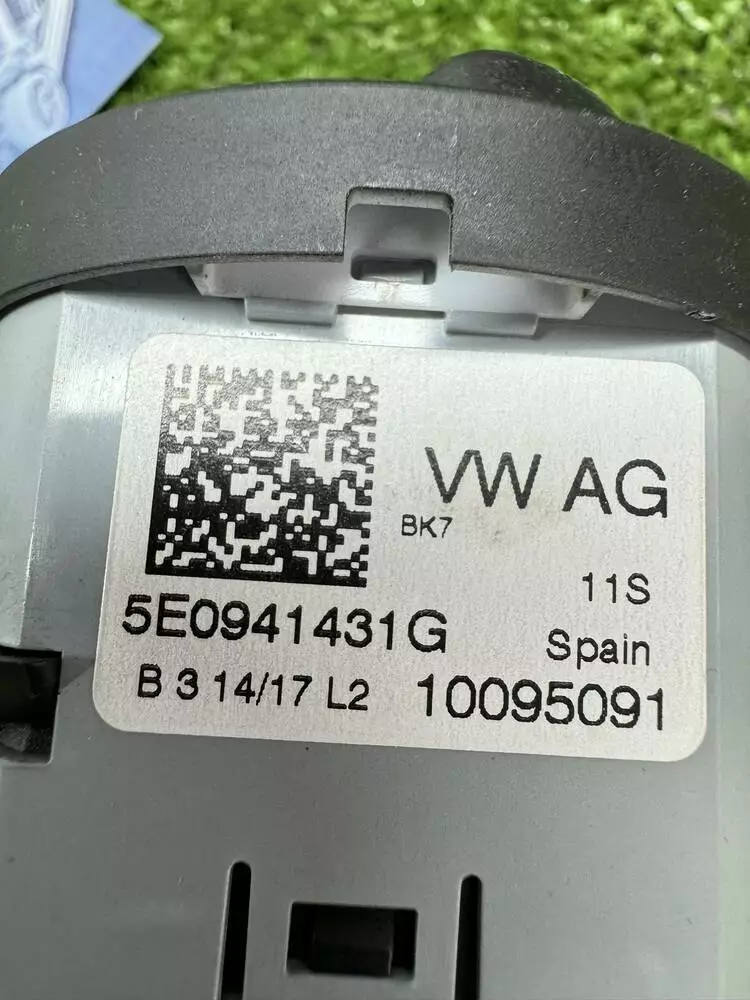 VW AG
BK7
11S
5E0941431G
Spain
B 3 14/17 L2
10095091